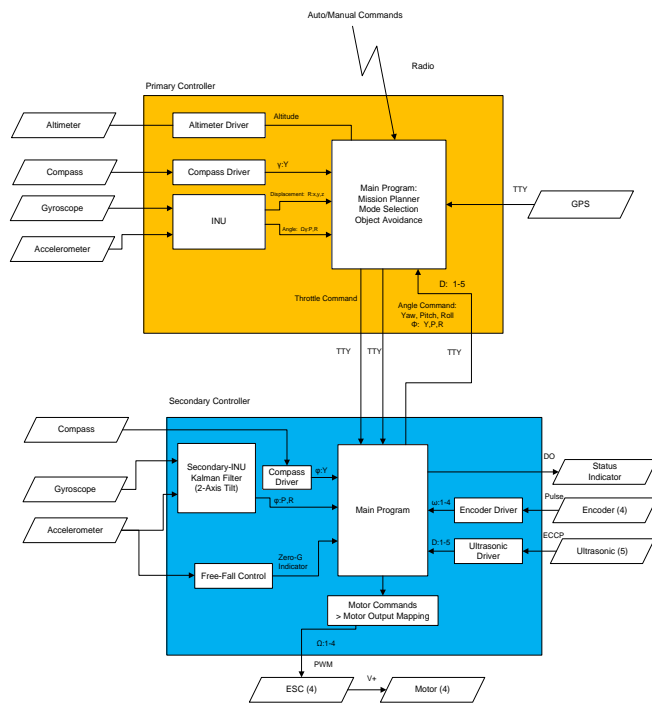 Auto/Manual Commands
Radio
Primary Controller
Altimeter
Altimeter Driver
Altitude
Compass
Compass Driver
γ:Y
Gyroscope
Accelerometer
INU
Displacement: R:x,y,z
Angle: Ωγ:P,R
Main Program:
Mission Planner
Mode Selection
Object Avoidance
TTY
GPS
D: 1-5
Throttle Command
Angle Command:
Yaw, Pitch, Roll
Φ: Y,P,R
TTY
TTY
TTY
Secondary Controller
Compass
Gyroscope
Accelerometer
Secondary-INU
Kalman Filter
(2-Axis Tilt)
Compass
Driver
φ:Y
φ:P,R
Main Program
DO
Status
Indicator
ω:1-4
Encoder Driver
Pulse
Encoder (4)
D:1-5
Ultrasonic
Driver
ECCP
Ultrasonic (5)
Free-Fall Control
Zero-G
Indicator
Motor Commands
> Motor Output Mapping
Ω:1-4
PWM
ESC (4)
V+
Motor (4)